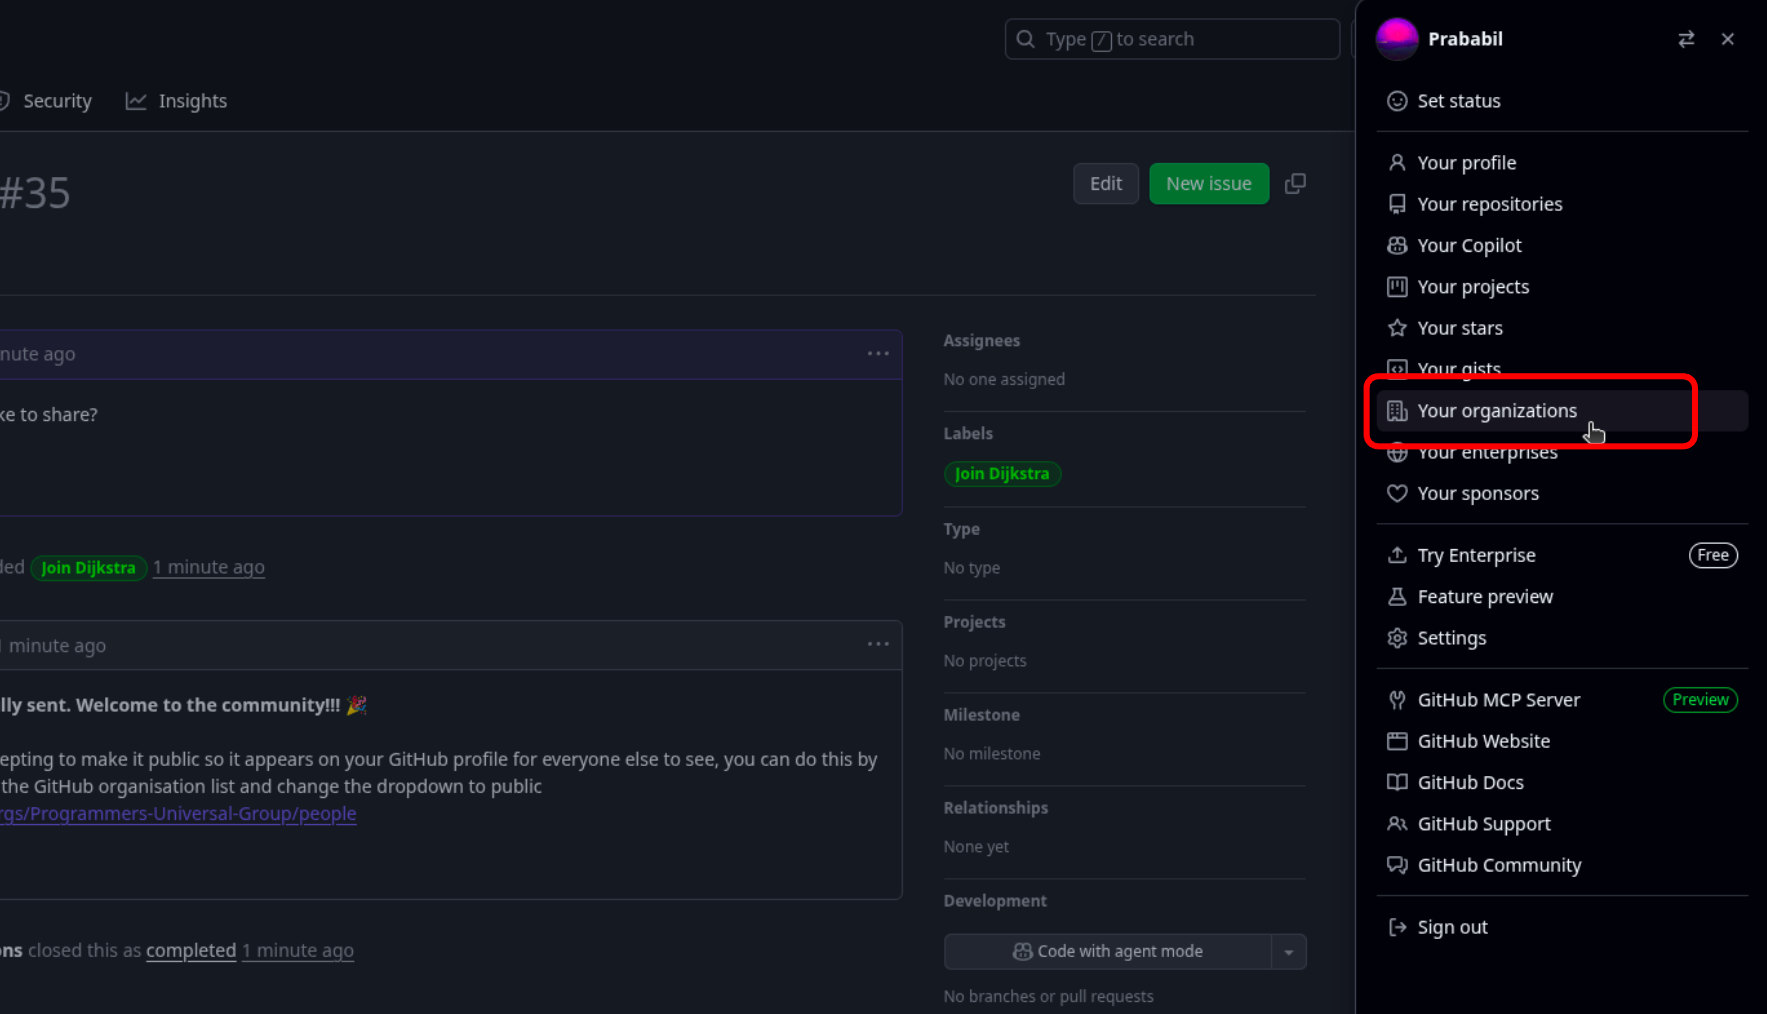 Type / to search
Security
Insights
#35
Edit
New issue
nute ago
ke to share?
ded Join Dijkstra 1 minute ago
1 minute ago
lly sent. Welcome to the community!!! 🎉
epting to make it public so it appears on your GitHub profile for everyone else to see, you can do this by
the GitHub organisation list and change the dropdown to public
rgs/Programmers-Universal-Group/people
ons closed this as completed 1 minute ago
Assignees
No one assigned
Labels
Join Dijkstra
Type
No type
Projects
No projects
Milestone
No milestone
Relationships
None yet
Development
Code with agent mode
No branches or pull requests
Prababil
Set status
Your profile
Your repositories
Your Copilot
Your projects
Your stars
Your gists
Your organizations
Your enterprises
Your sponsors
Try Enterprise Free
Feature preview
Settings
GitHub MCP Server Preview
GitHub Website
GitHub Docs
GitHub Support
GitHub Community
Sign out